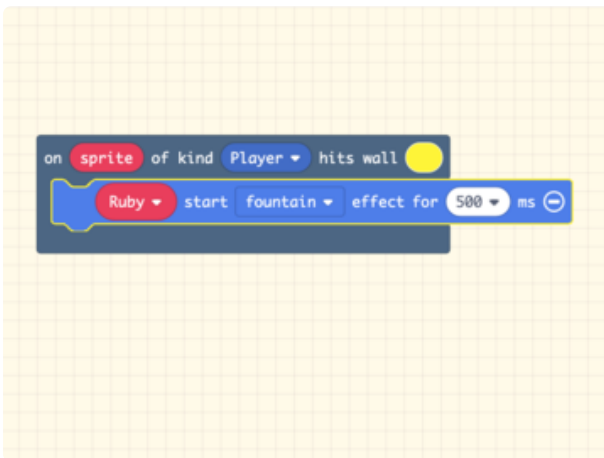 on sprite of kind Player hits wall
Ruby start fountain effect for 500 ms